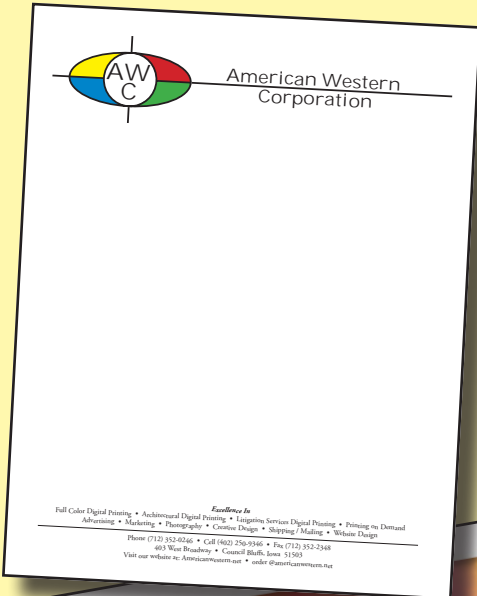 AW
C
American Western
Corporation
Excellence In
Full Color Digital Printing • Architectural Digital Printing • Litigation Services Digital Printing • Printing on Demand
Advertising • Marketing • Photography • Creative Design • Shipping / Mailing • Website Design
Phone (712) 352-0246 • Cell (402) 250-9346 • Fax (712) 352-2348
403 West Broadway • Council Bluffs, Iowa 51503
Visit our website at: Americanwestern.net • order @americanwestern.net